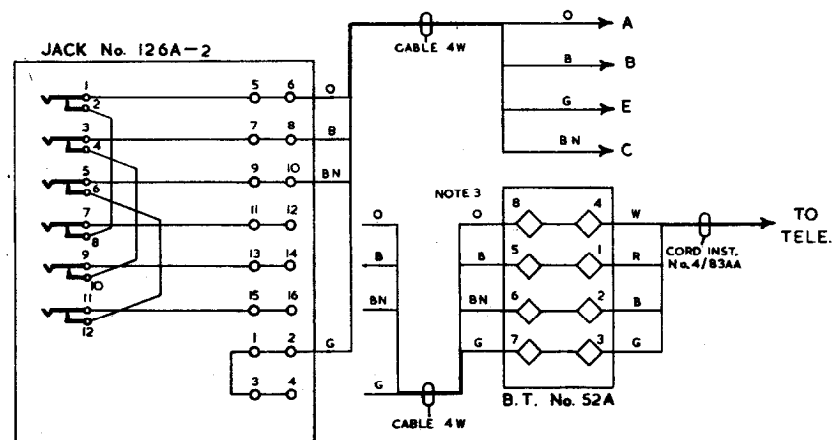 O A
CABLE 4W
B B
G E
BN C
JACK No. 126A-2
1 2 5 6 O
3 4 7 8 B
5 6 9 10 BN
7 8 11 12
9 10 13 14
11 12 15 16
1 2 G
3 4
NOTE 3
O O 8 4 W
B B 5 1 R
BN BN 6 2 B
G G 7 3 G
TO
TELE.
CORD INST.
No. 4/83AA
CABLE 4W
B.T. No. 52A